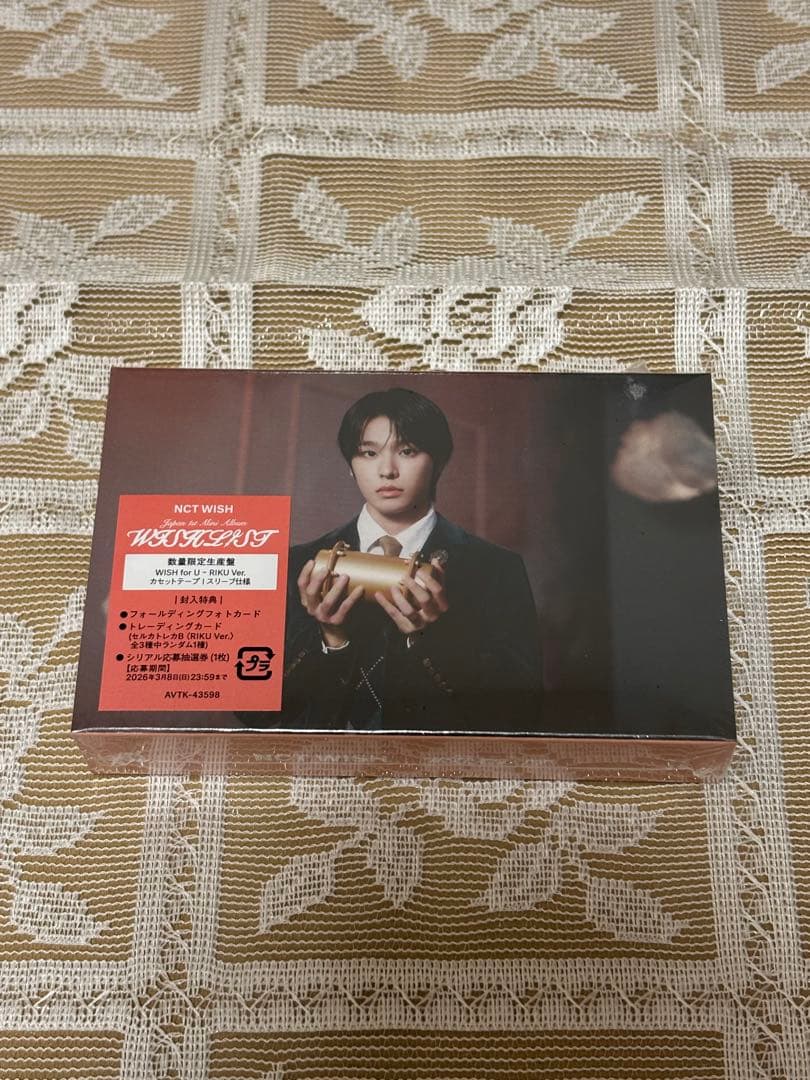 NCT WISH
Japan 1st Mini Album
WISHLIST
数量限定生産盤
WISH for U - RIKU Ver.
カセットテープ | スリーブ仕様
| 封入特典 |
●フォールディングフォトカード
●トレーディングカード
(セルカトレカB〈RIKU Ver.〉
全3種中ランダム1種)
●シリアル応募抽選券(1枚)
【応募期間】
2026年3月8日(日)23:59まで
プラ
AVTK-43598
NCT WISH